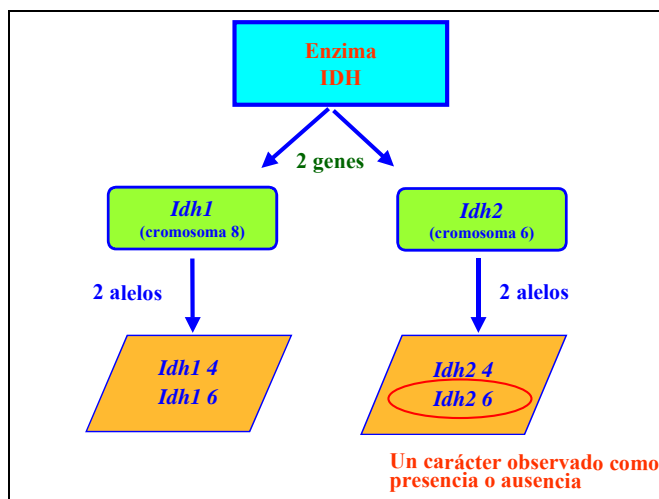 Enzima
IDH
2 genes
Idh1
(cromosoma 8)
Idh2
(cromosoma 6)
2 alelos
2 alelos
Idh1 4
Idh1 6
Idh2 4
Idh2 6
Un carácter observado como
presencia o ausencia